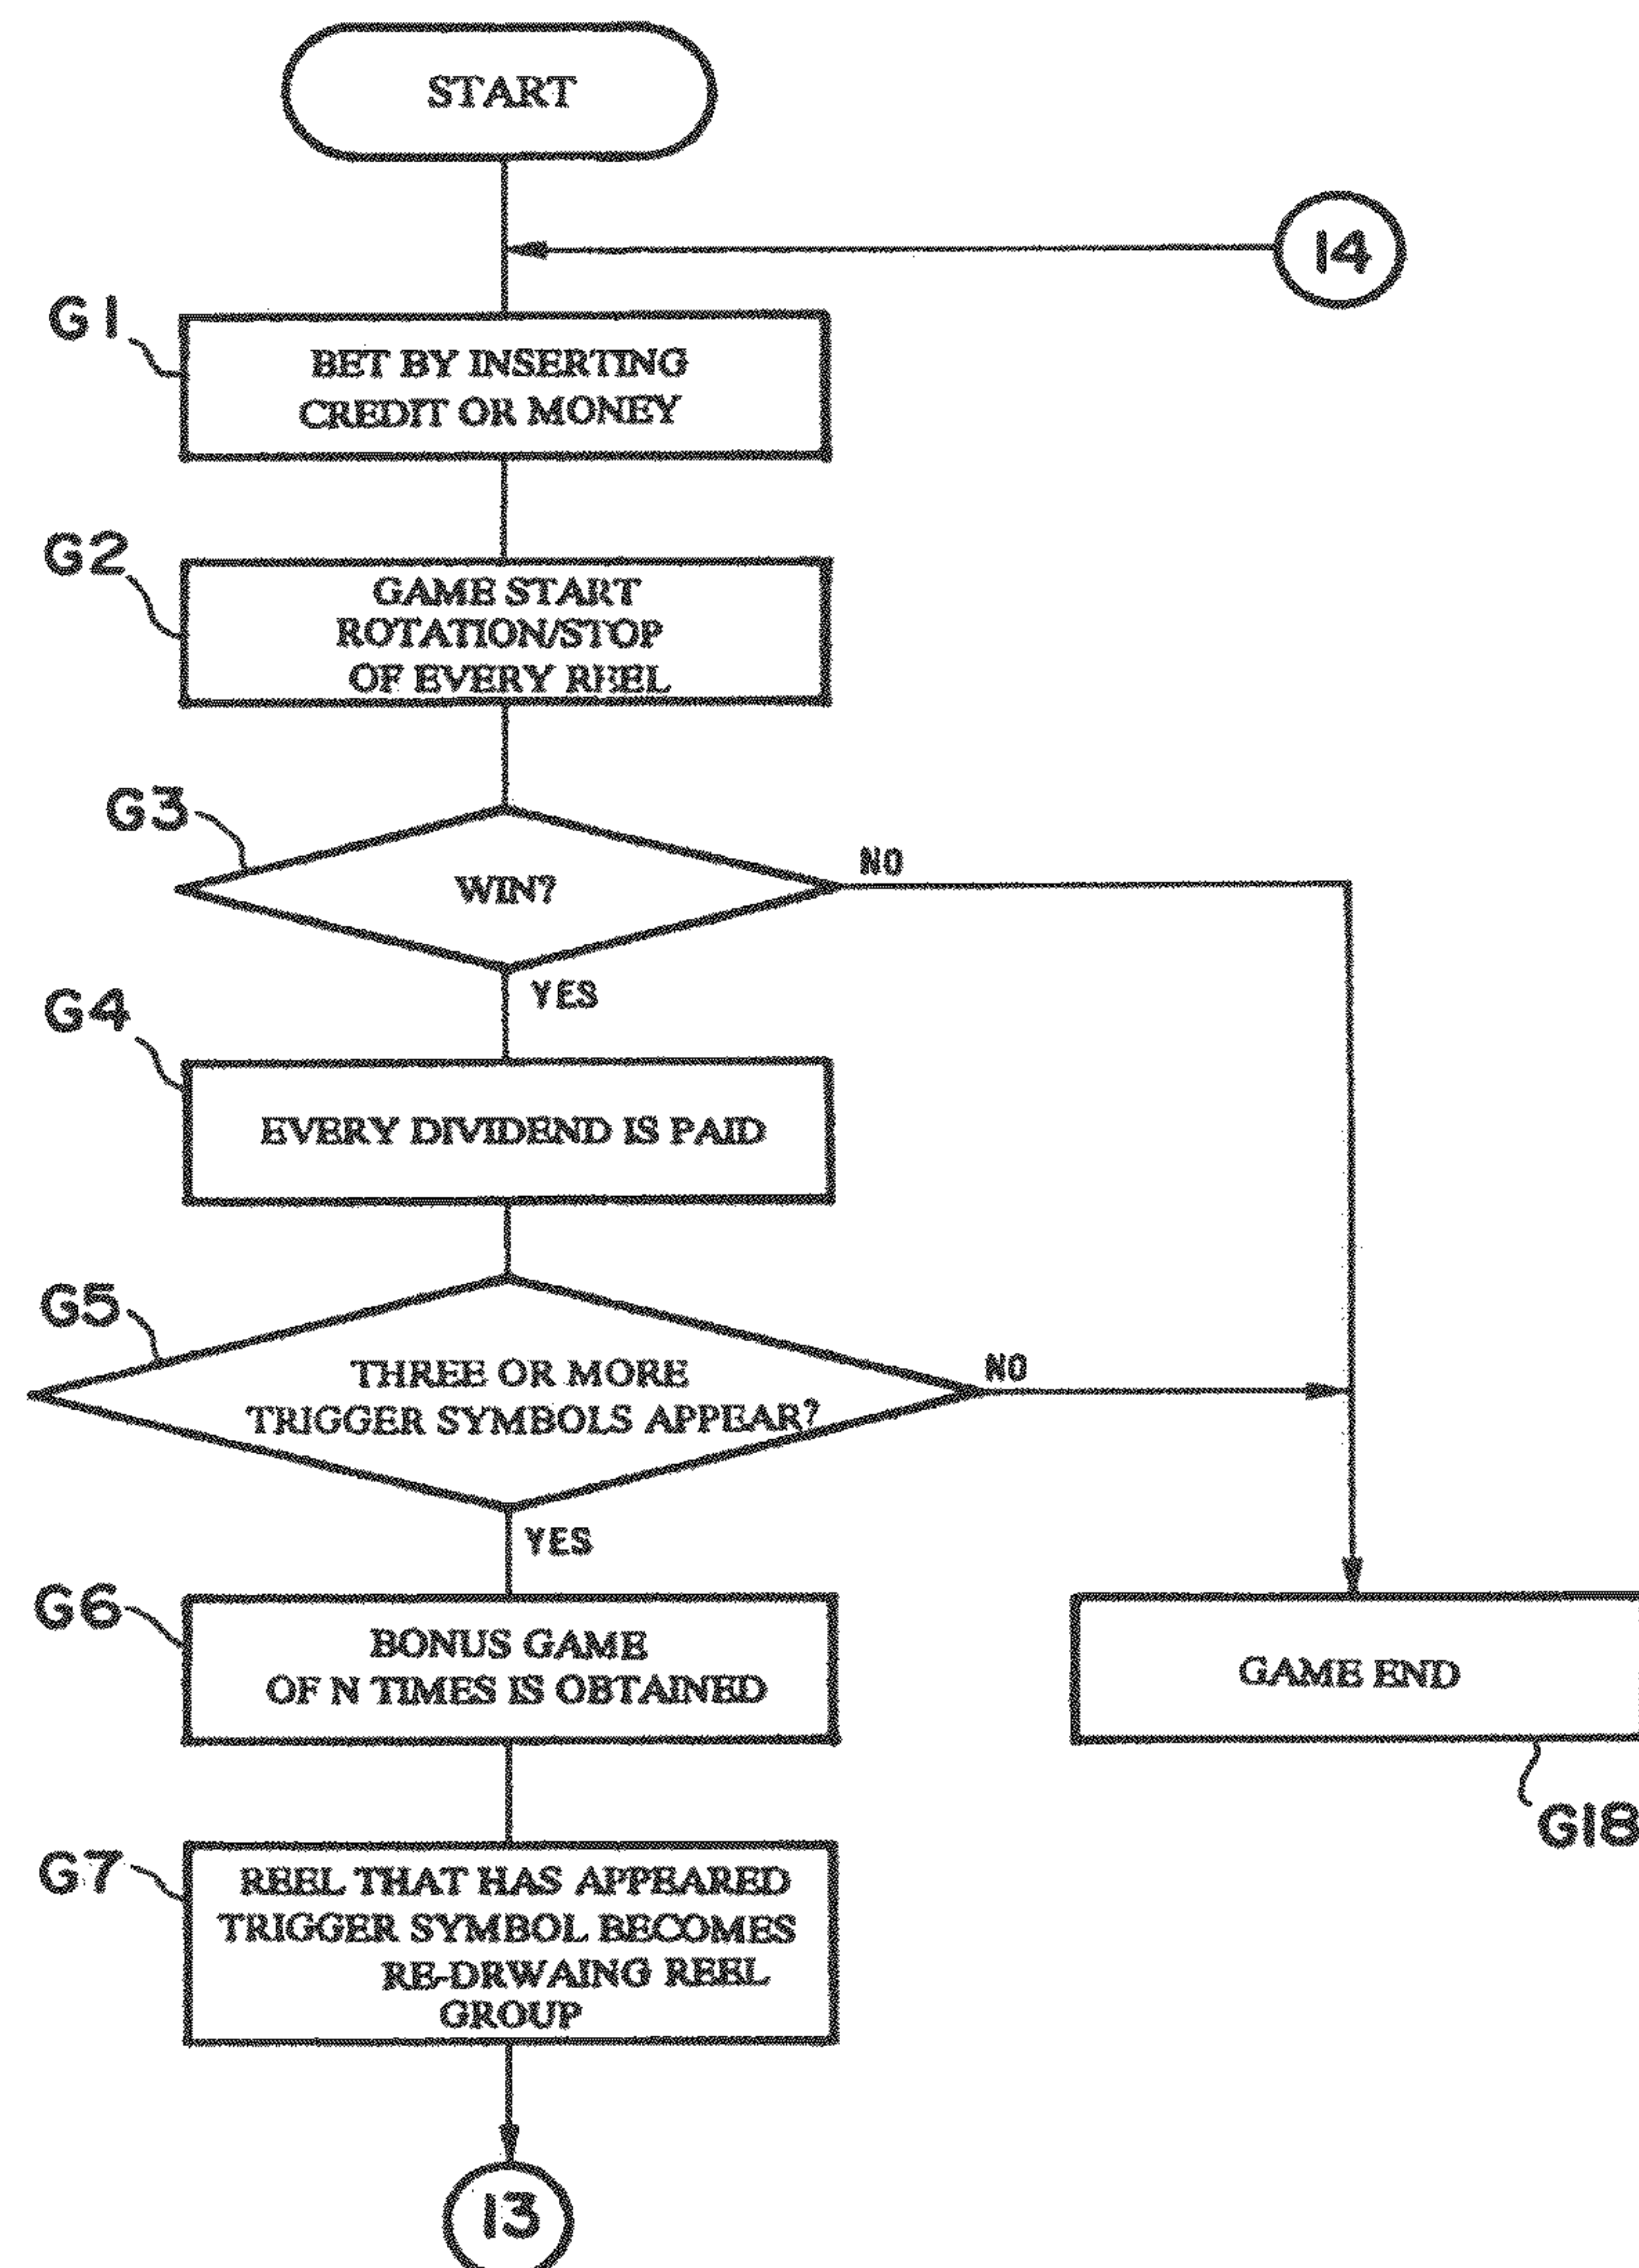 START
14
G1
BET BY INSERTING
CREDIT OR MONEY
G2
GAME START
ROTATION/STOP
OF EVERY REEL
G3
WIN?
NO
YES
G4
EVERY DIVIDEND IS PAID
G5
THREE OR MORE
TRIGGER SYMBOLS APPEAR?
NO
YES
G6
BONUS GAME
OF N TIMES IS OBTAINED
GAME END
G18
G7
REEL THAT HAS APPEARED
TRIGGER SYMBOL BECOMES
RE-DRWAING REEL
GROUP
13